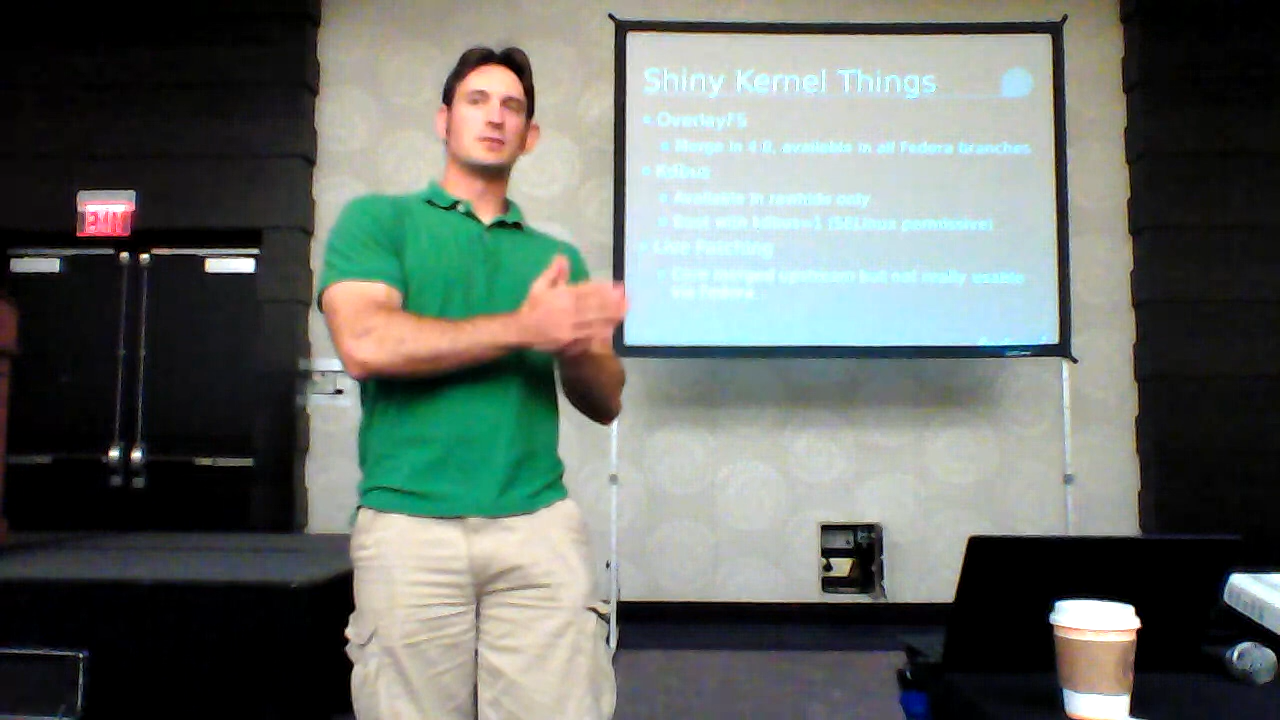 EXIT
Shiny Kernel Things
OverlayFS
Merge in 4.0, available in all Fedora branches
Kdbus
Available in rawhide only
Boot with kdbus=1 (SELinux permissive)
Live Patching
Core merged upstream but not really usable
via Fedora